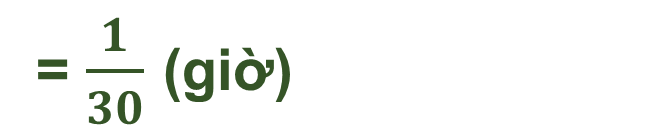 = 1/30 (giờ)